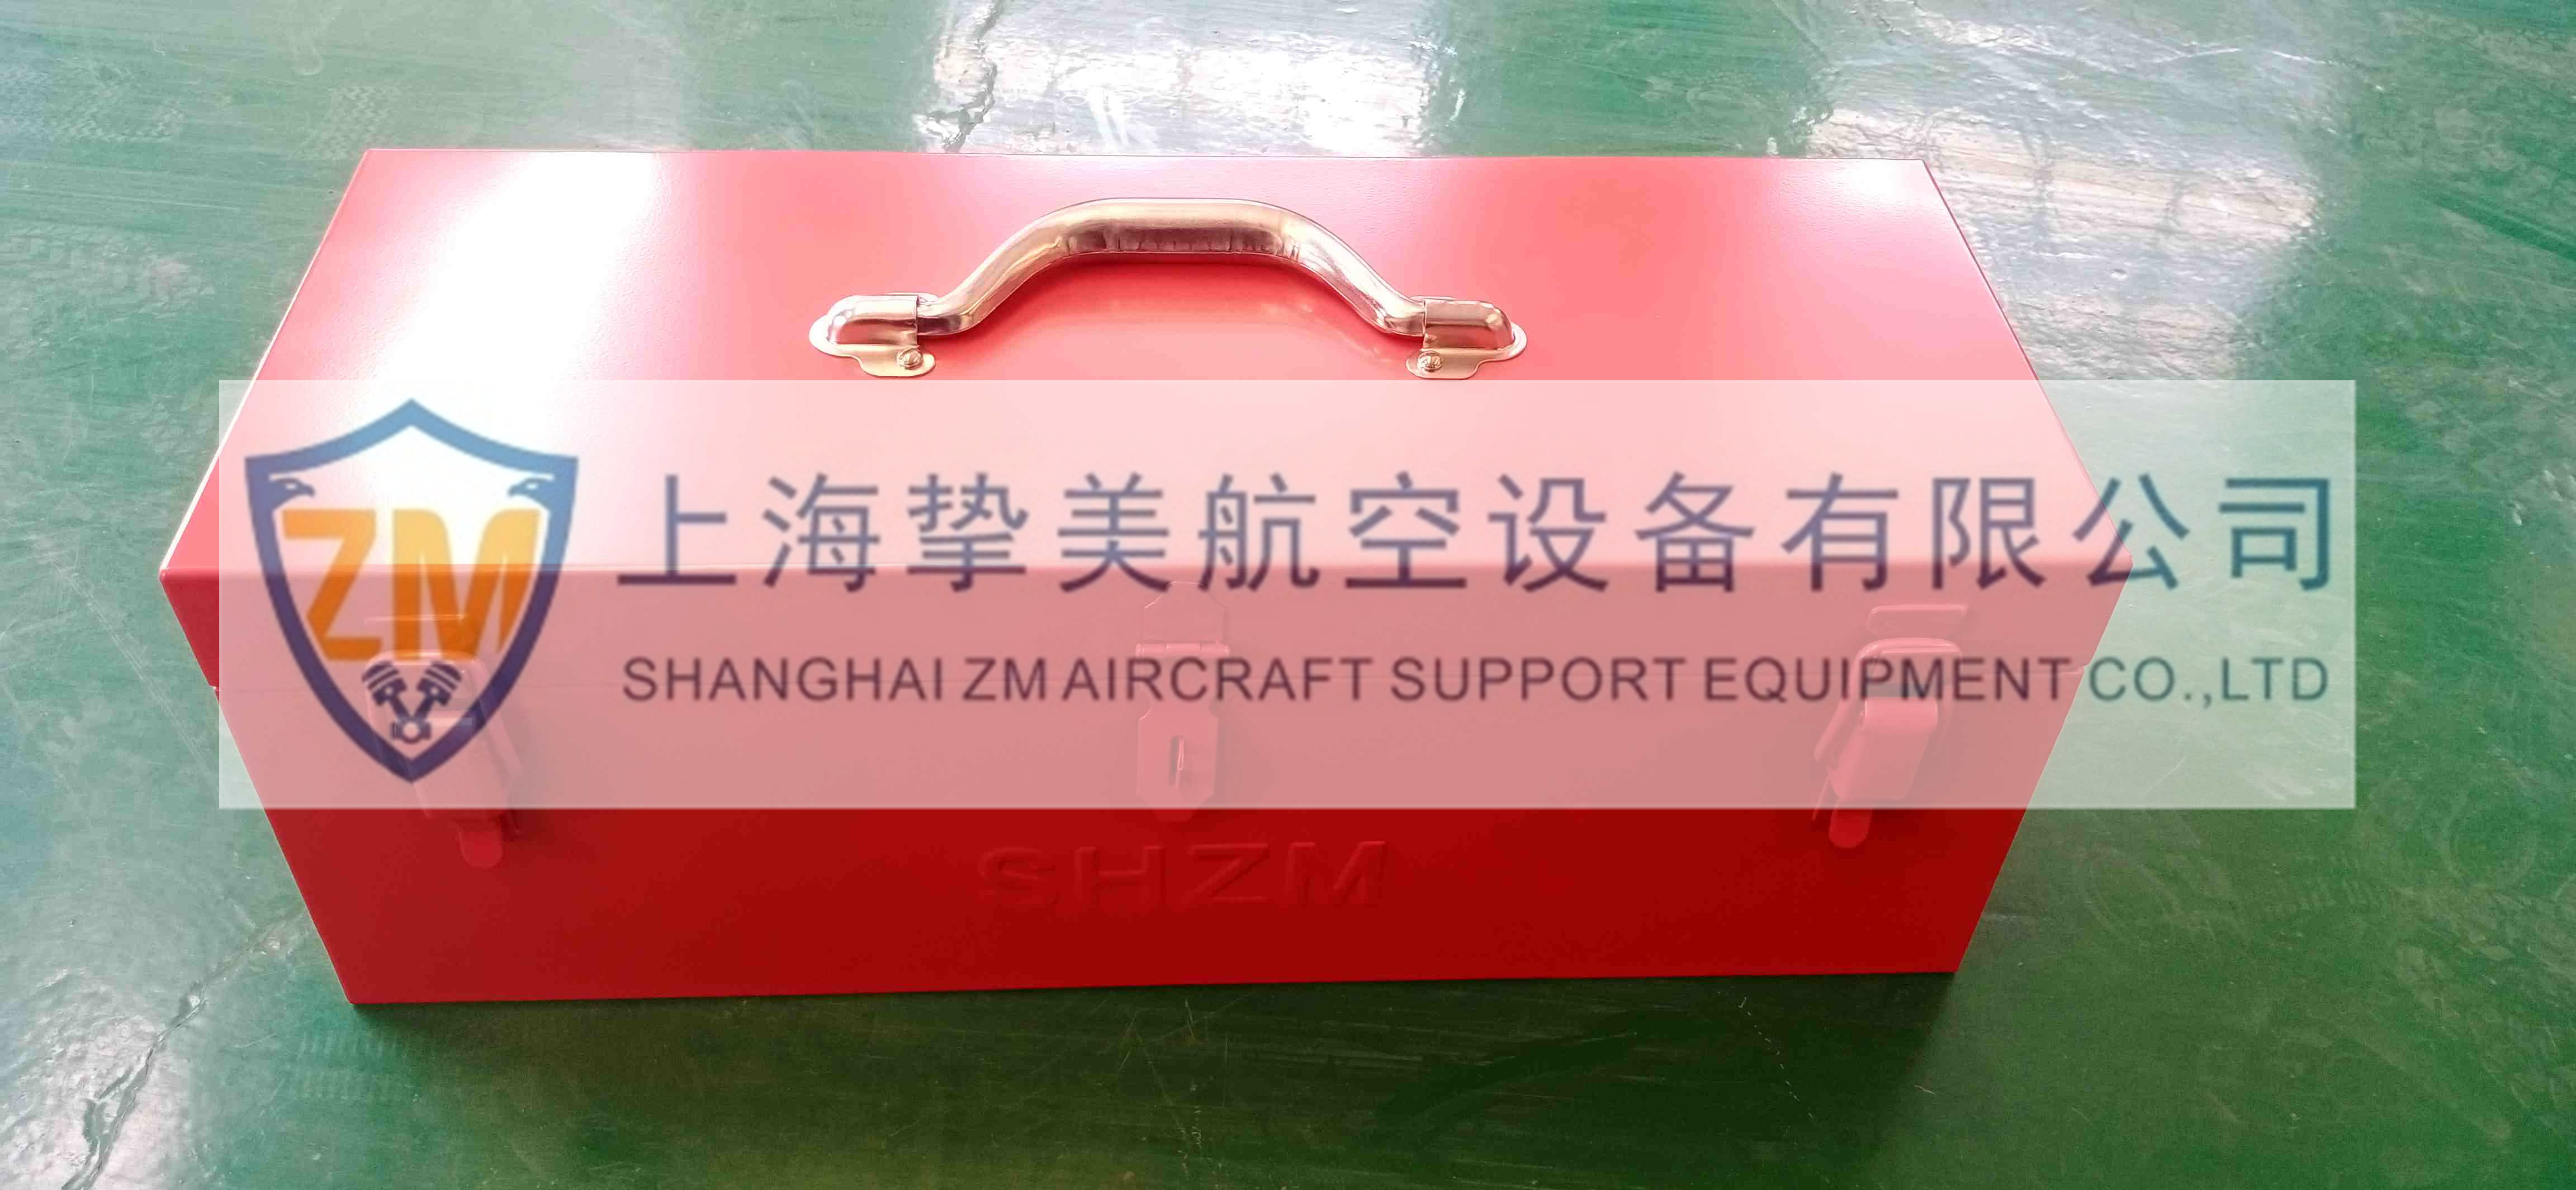 ZM
上海挚美航空设备有限公司
SHANGHAI ZM AIRCRAFT SUPPORT EQUIPMENT CO.,LTD
SHZM